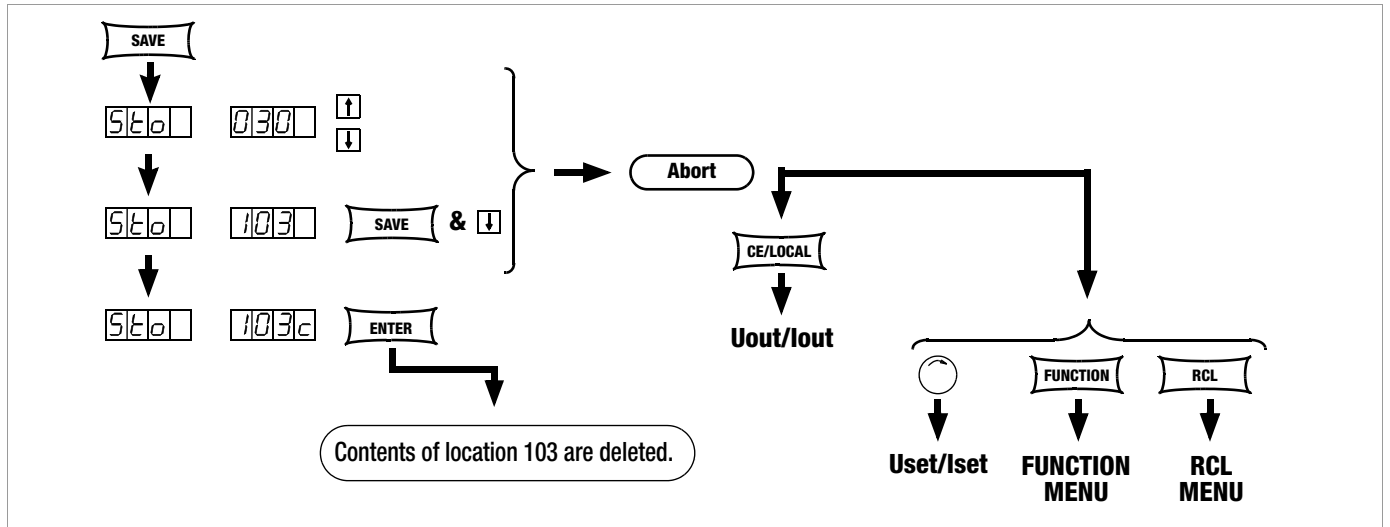 SAVE
Sto 030 ↑
↓
Abort
Sto 103 SAVE & ↓
CE/LOCAL
Sto 103c ENTER
Uout/Iout
FUNCTION RCL
Contents of location 103 are deleted.
Uset/Iset FUNCTION MENU RCL MENU